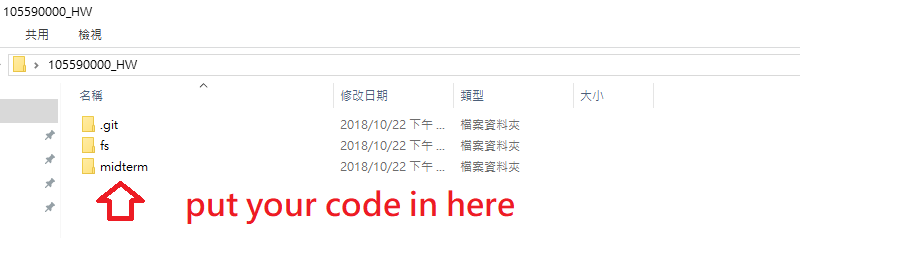 105590000_HW
共用 檢視
105590000_HW
名稱 修改日期 類型 大小
.git 2018/10/22 下午 ... 檔案資料夾
fs 2018/10/22 下午 ... 檔案資料夾
midterm 2018/10/22 下午 ... 檔案資料夾
put your code in here